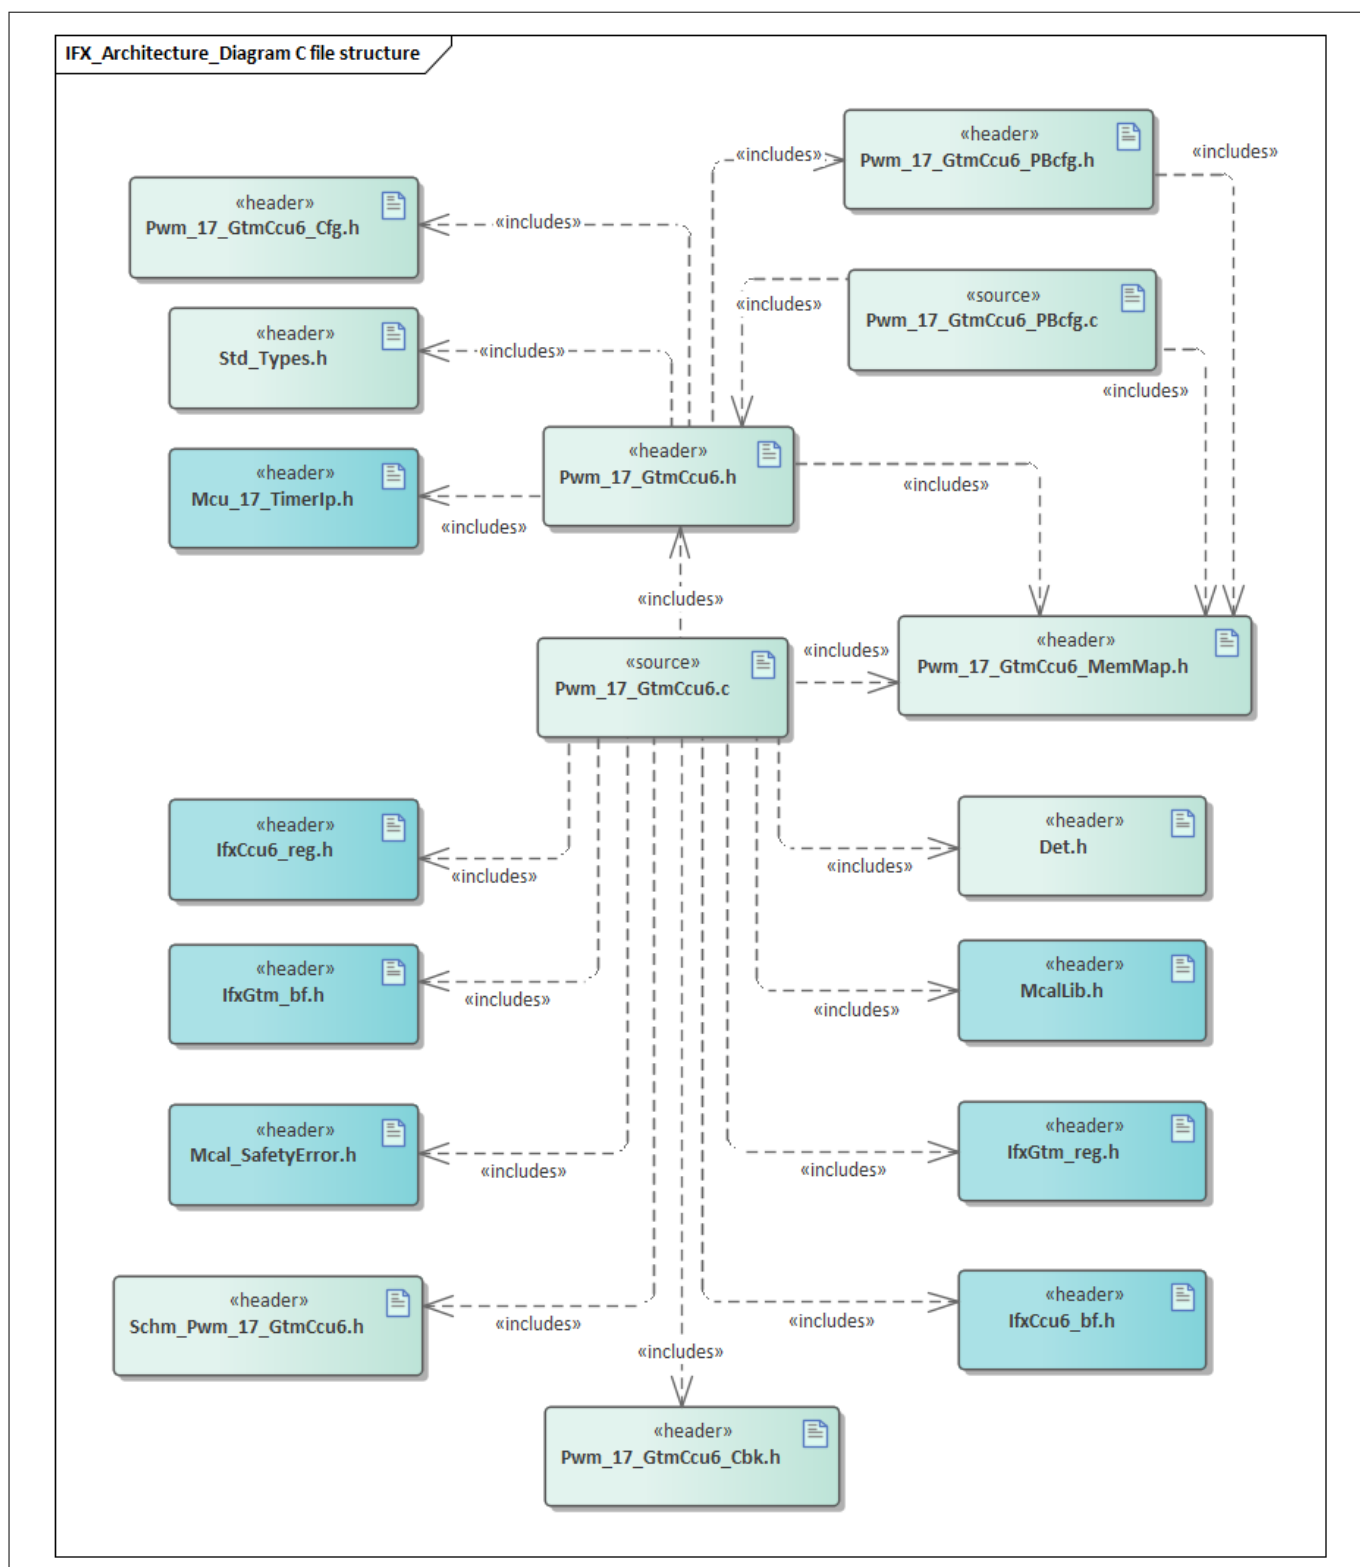 IFX_Architecture_Diagram C file structure
«header»
Pwm_17_GtmCcu6_PBcfg.h
«includes»
«includes»
«header»
Pwm_17_GtmCcu6_Cfg.h
«includes»
«source»
Pwm_17_GtmCcu6_PBcfg.c
«includes»
«includes»
«header»
Std_Types.h
«includes»
«header»
Pwm_17_GtmCcu6.h
«includes»
«header»
Mcu_17_TimerIp.h
«includes»
«includes»
«header»
Pwm_17_GtmCcu6_MemMap.h
«source»
Pwm_17_GtmCcu6.c
«includes»
«header»
IfxCcu6_reg.h
«includes»
«header»
Det.h
«includes»
«header»
IfxGtm_bf.h
«includes»
«header»
McalLib.h
«includes»
«header»
Mcal_SafetyError.h
«includes»
«header»
IfxGtm_reg.h
«includes»
«header»
Schm_Pwm_17_GtmCcu6.h
«includes»
«header»
IfxCcu6_bf.h
«includes»
«includes»
«header»
Pwm_17_GtmCcu6_Cbk.h